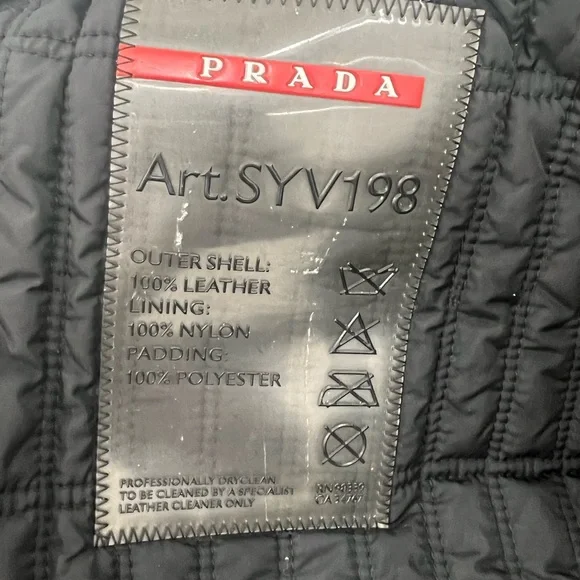 PRADA
Art.SYV198
OUTER SHELL:
100% LEATHER
LINING:
100% NYLON
PADDING:
100% POLYESTER
PROFESSIONALLY DRYCLEAN
TO BE CLEANED BY A SPECIALIST
LEATHER CLEANER ONLY